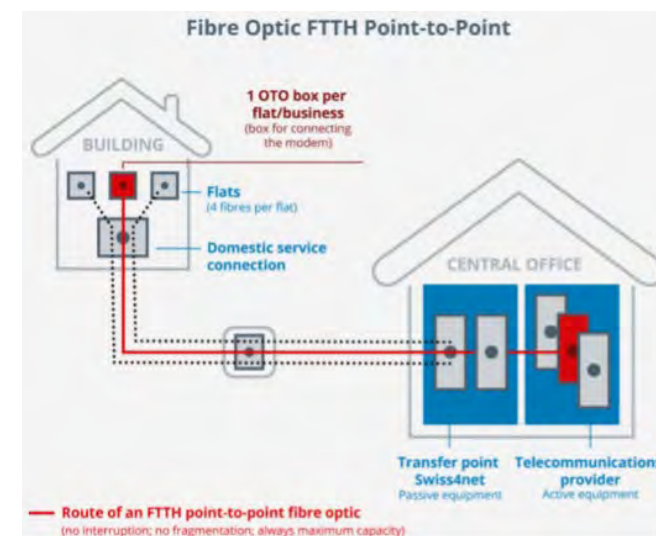 Fibre Optic FTTH Point-to-Point
1 OTO box per
flat/business
(box for connecting
the modem)
BUILDING
Flats
(4 fibres per flat)
Domestic service
connection
CENTRAL OFFICE
Transfer point
Swiss4net
Passive equipment
Telecommunications
provider
Active equipment
Route of an FTTH point-to-point fibre optic
(no interruption; no fragmentation; always maximum capacity)